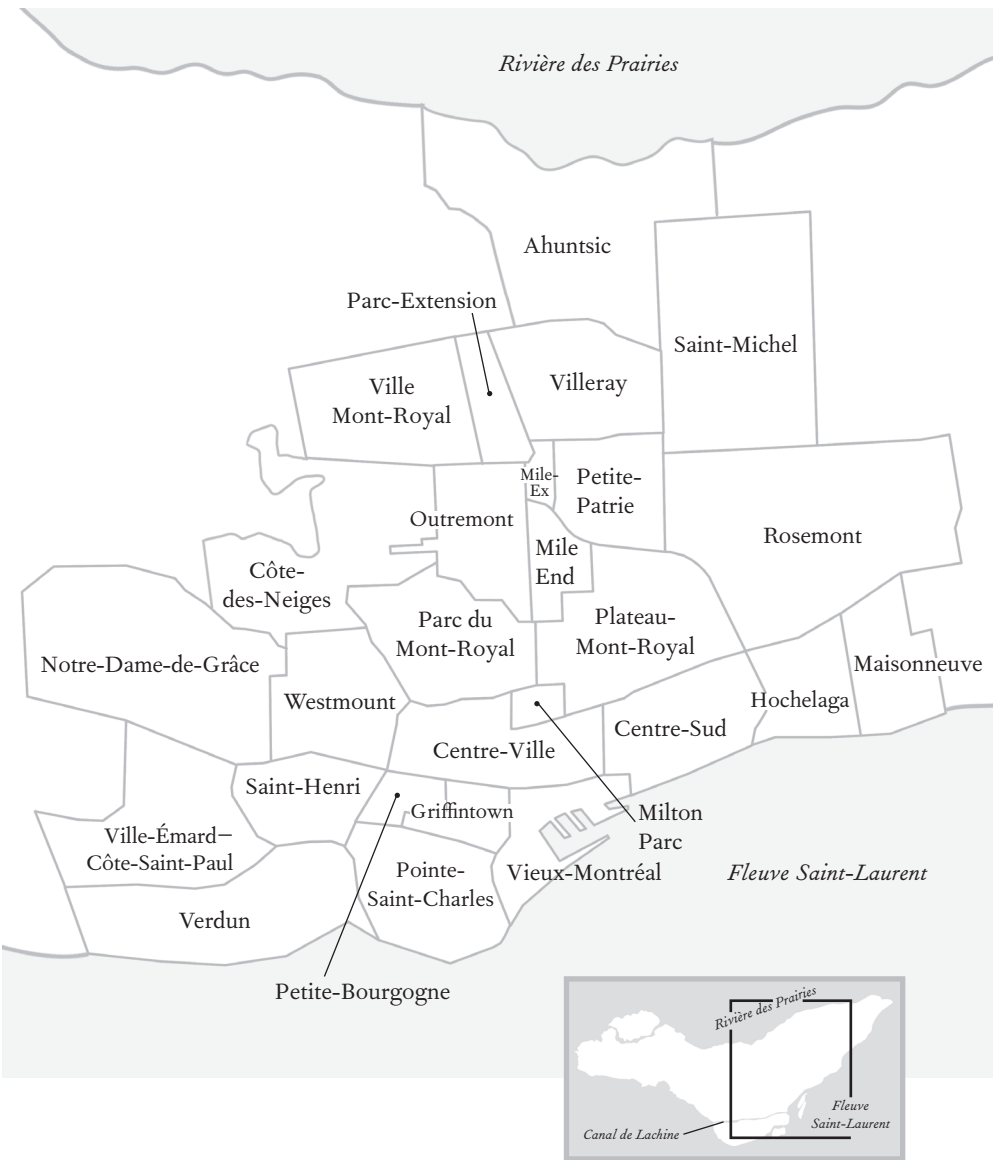 Rivière des Prairies
Ahuntsic
Parc-Extension
Saint-Michel
Ville
Mont-Royal
Villeray
Mile-
Ex
Petite-
Patrie
Outremont
Rosemont
Mile
End
Côte-
des-Neiges
Parc du
Mont-Royal
Plateau-
Mont-Royal
Notre-Dame-de-Grâce
Maisonneuve
Westmount
Hochelaga
Centre-Sud
Centre-Ville
Saint-Henri
Griffintown
Milton
Parc
Ville-Émard–
Côte-Saint-Paul
Pointe-
Saint-Charles
Vieux-Montréal
Fleuve Saint-Laurent
Verdun
Petite-Bourgogne
Rivière des Prairies
Fleuve
Saint-Laurent
Canal de Lachine